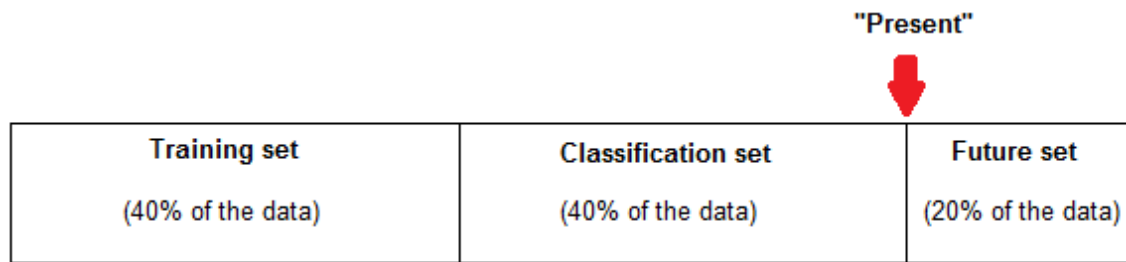 "Present"
Training set
Classification set
Future set
(40% of the data)
(40% of the data)
(20% of the data)